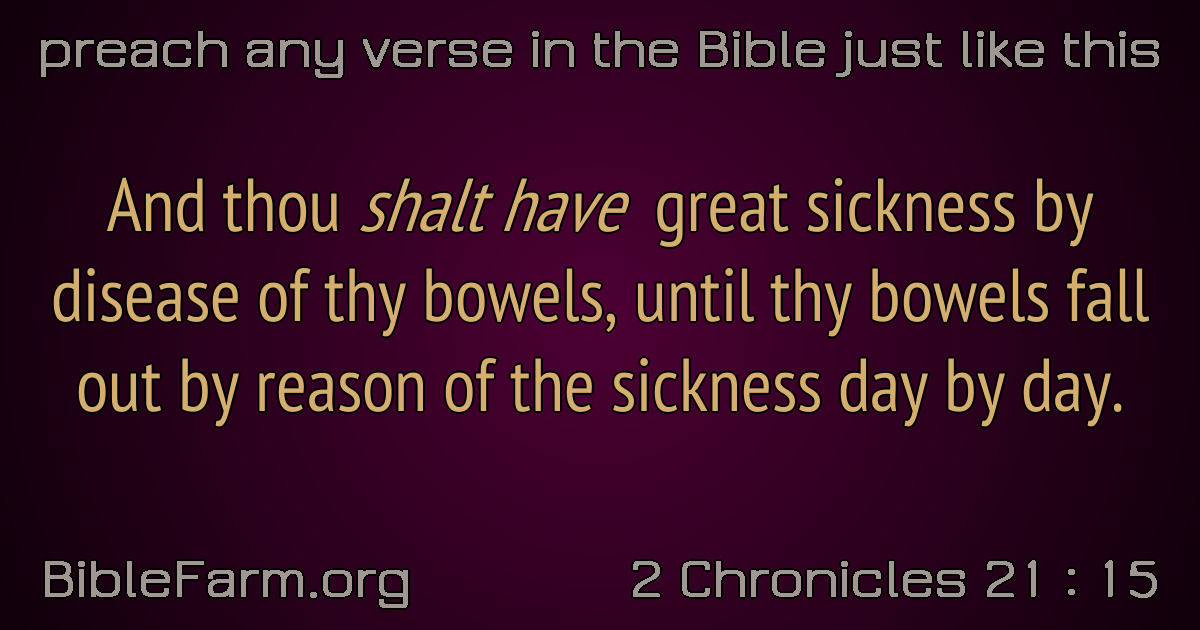 preach any verse in the Bible just like this
And thou shalt have great sickness by
disease of thy bowels, until thy bowels fall
out by reason of the sickness day by day.
BibleFarm.org
2 Chronicles 21 : 15